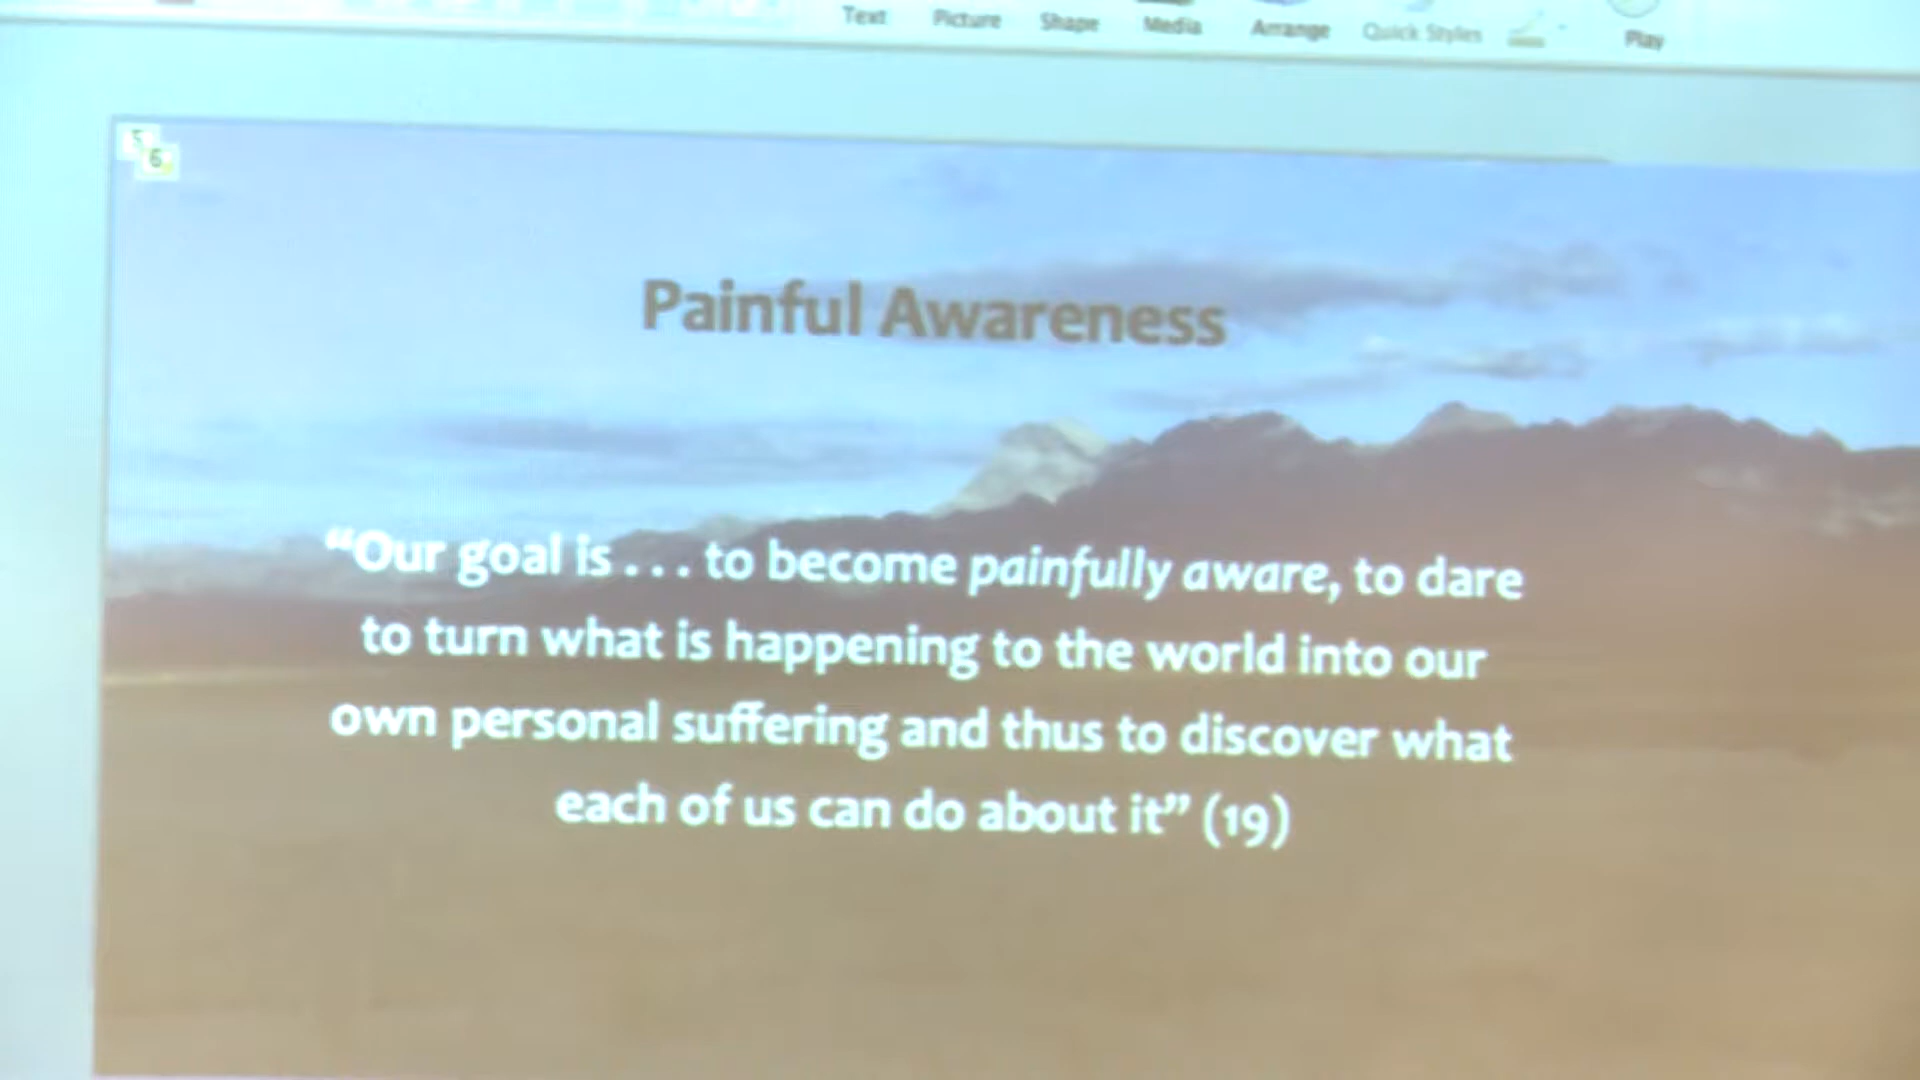 Text Picture Shape Media Arrange Quick Styles Play
5
6
Painful Awareness
“Our goal is . . . to become painfully aware, to dare
to turn what is happening to the world into our
own personal suffering and thus to discover what
each of us can do about it” (19)